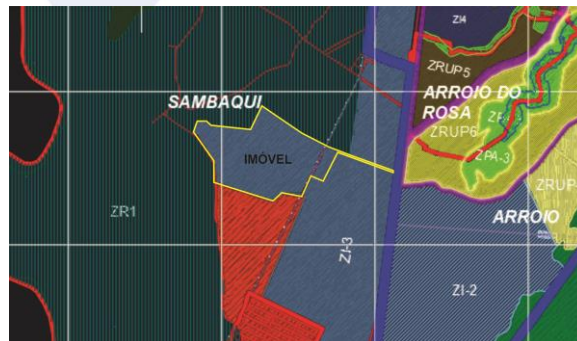 ZI4
ZRUP5
SAMBAQUI
ARROIO DO
ROSA
ZRUP6
IMÓVEL
ZPA-3
ZR1
ZRUP
ARROIO
ZI-3
ZI-2